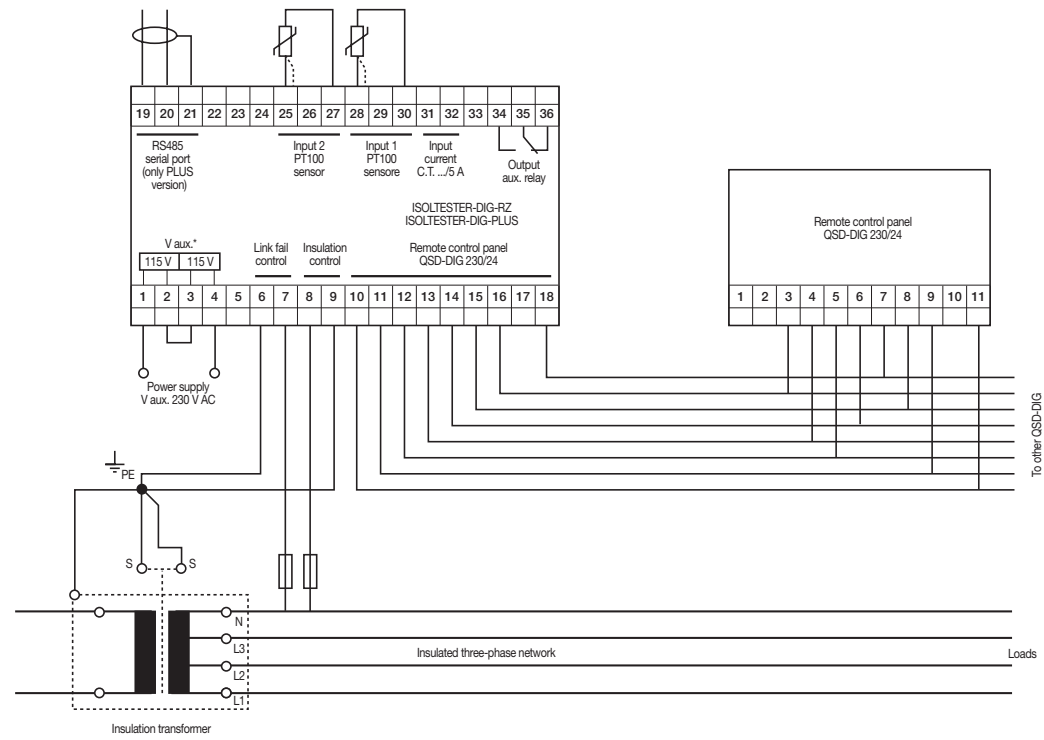 19 20 21 22 23 24 25 26 27 28 29 30 31 32 33 34 35 36
RS485
serial port
(only PLUS
version)
Input 2
PT100
sensor
Input 1
PT100
sensore
Input
current
C.T. .../5 A
Output
aux. relay
ISOLTESTER-DIG-RZ
ISOLTESTER-DIG-PLUS
V aux.*
115 V 115 V
Link fail
control
Insulation
control
Remote control panel
QSD-DIG 230/24
1 2 3 4 5 6 7 8 9 10 11 12 13 14 15 16 17 18
Power supply
V aux. 230 V AC
Remote control panel
QSD-DIG 230/24
1 2 3 4 5 6 7 8 9 10 11
To other QSD-DIG
PE
S S
N
L3
L2
L1
Insulated three-phase network
Loads
Insulation transformer